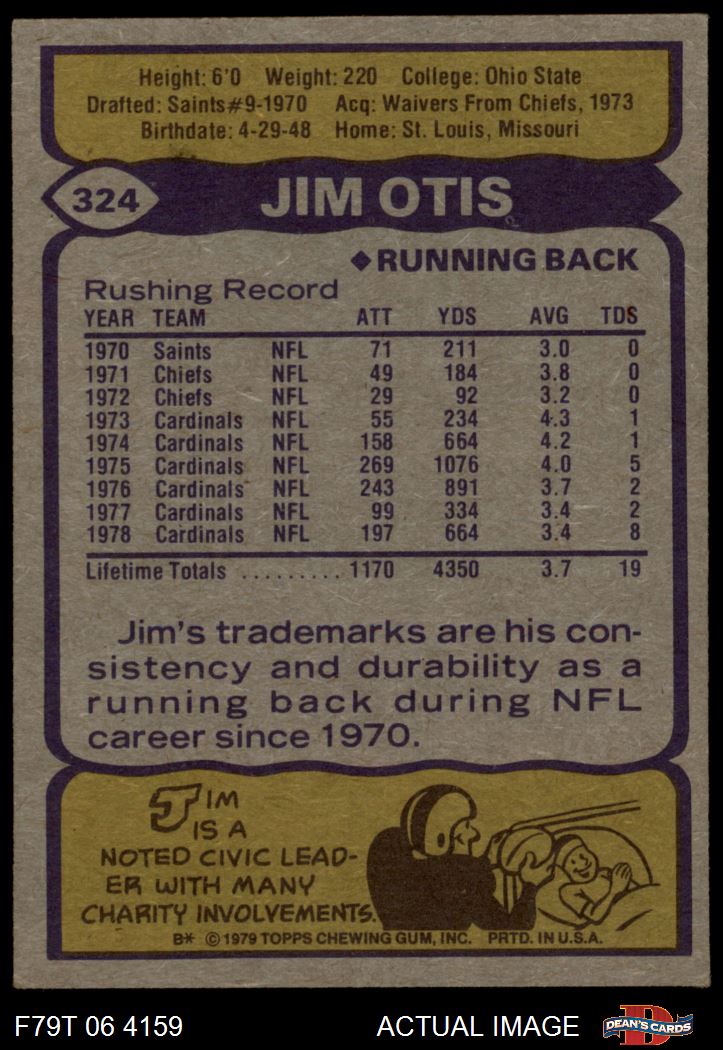 Height: 6'0 Weight: 220 College: Ohio State
Drafted: Saints#9-1970 Acq: Waivers From Chiefs, 1973
Birthdate: 4-29-48 Home: St. Louis, Missouri
324 JIM OTIS
◆RUNNING BACK
Rushing Record
YEAR TEAM ATT YDS AVG TDS
1970 Saints NFL 71 211 3.0 0
1971 Chiefs NFL 49 184 3.8 0
1972 Chiefs NFL 29 92 3.2 0
1973 Cardinals NFL 55 234 4.3 1
1974 Cardinals NFL 158 664 4.2 1
1975 Cardinals NFL 269 1076 4.0 5
1976 Cardinals NFL 243 891 3.7 2
1977 Cardinals NFL 99 334 3.4 2
1978 Cardinals NFL 197 664 3.4 8
Lifetime Totals ......... 1170 4350 3.7 19
Jim's trademarks are his con-
sistency and durability as a
running back during NFL
career since 1970.
JIM
IS A
NOTED CIVIC LEAD-
ER WITH MANY
CHARITY INVOLVEMENTS.
B* © 1979 TOPPS CHEWING GUM, INC. PRTD. IN U.S.A.
F79T 06 4159 ACTUAL IMAGE D DEAN'S CARDS